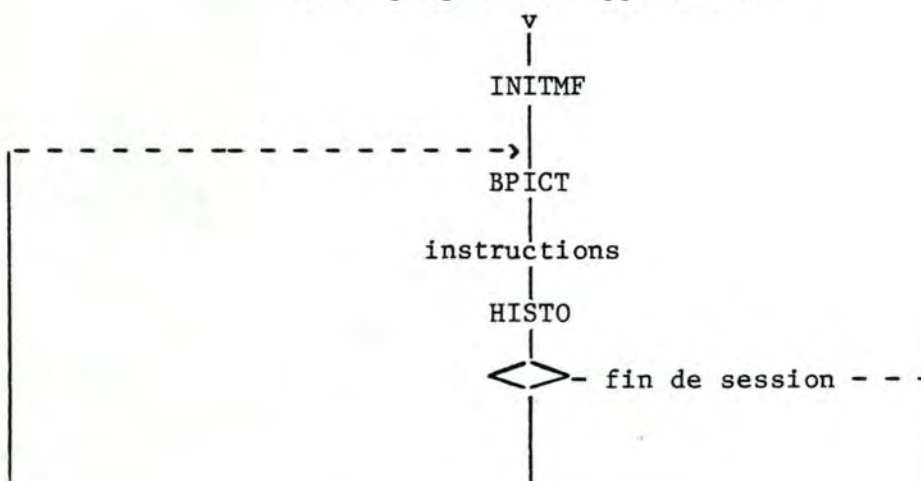 v
INITMF
BPICT
instructions
HISTO
fin de session